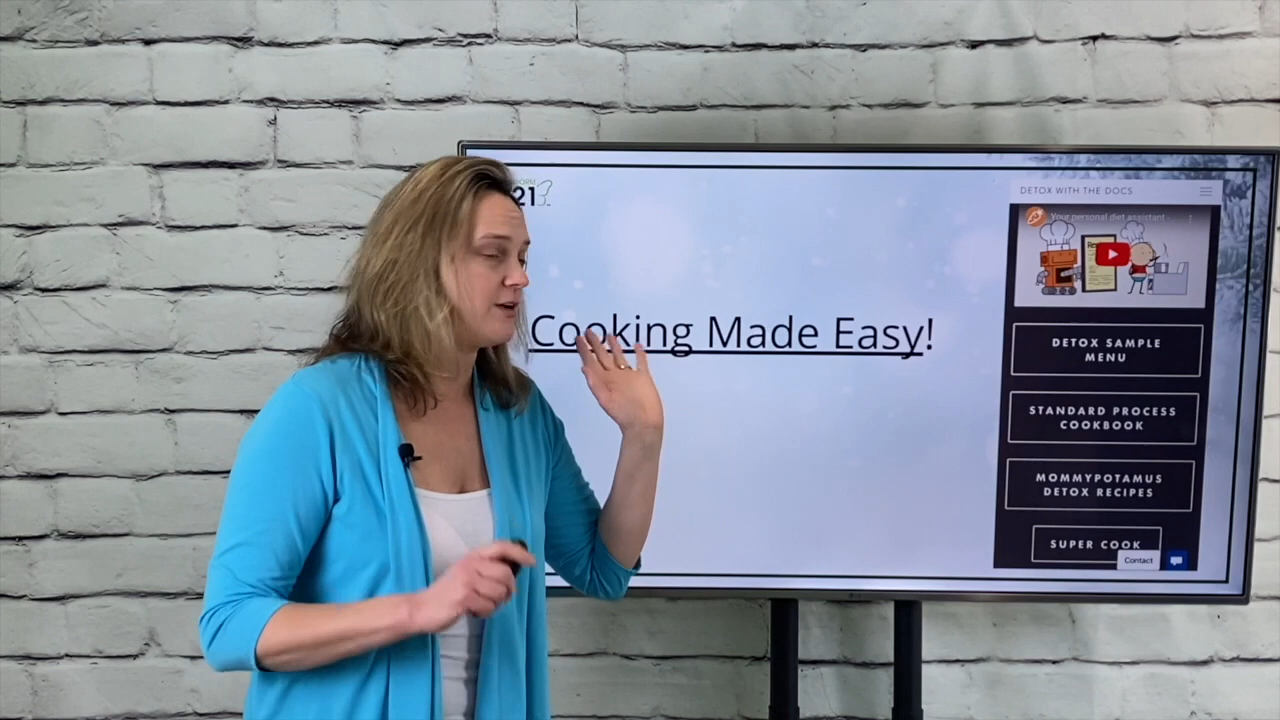 21
Cooking Made Easy!
DETOX WITH THE DOCS
Your personal diet assistant -
DETOX SAMPLE
MENU
STANDARD PROCESS
COOKBOOK
MOMMYPOTAMUS
DETOX RECIPES
SUPER COOK
Contact